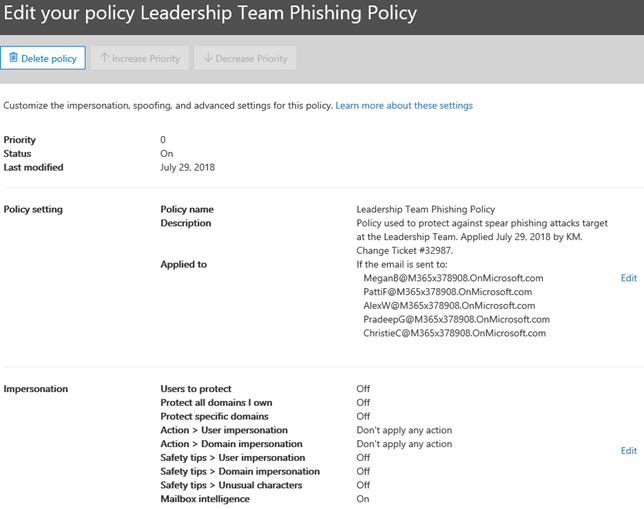 Edit your policy Leadership Team Phishing Policy
Delete policy
Increase Priority
Decrease Priority
Customize the impersonation, spoofing, and advanced settings for this policy. Learn more about these settings
Priority 0
Status On
Last modified July 29, 2018
Policy setting Policy name Leadership Team Phishing Policy
Description Policy used to protect against spear phishing attacks target
at the Leadership Team. Applied July 29, 2018 by KM.
Change Ticket #32987.
Applied to If the email is sent to:
MeganB@M365x378908.OnMicrosoft.com Edit
PattiF@M365x378908.OnMicrosoft.com
AlexW@M365x378908.OnMicrosoft.com
PradeepG@M365x378908.OnMicrosoft.com
ChristieC@M365x378908.OnMicrosoft.com
Impersonation Users to protect Off
Protect all domains I own Off
Protect specific domains Off
Action > User impersonation Don't apply any action
Action > Domain impersonation Don't apply any action
Edit
Safety tips > User impersonation Off
Safety tips > Domain impersonation Off
Safety tips > Unusual characters Off
Mailbox intelligence On